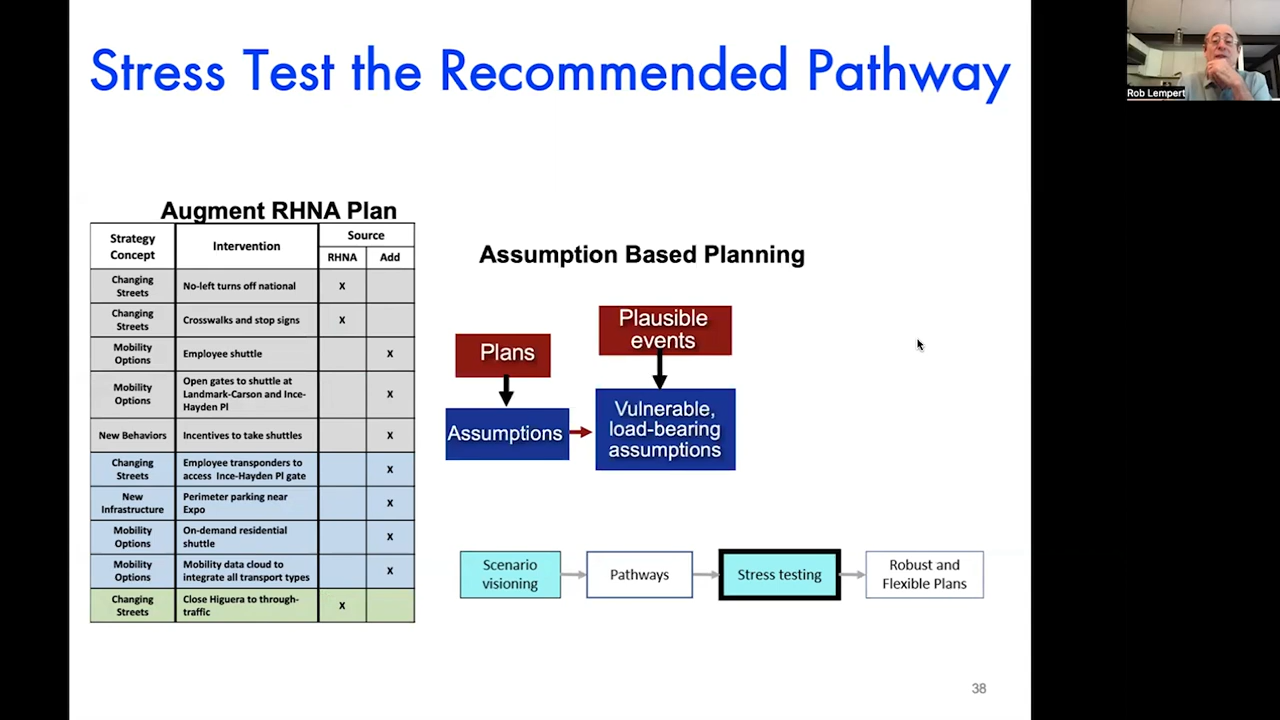 Stress Test the Recommended Pathway
Rob Lempert
Augment RHNA Plan
Strategy
Concept
Intervention
Source
RHNA
Add
Changing
Streets
No-left turns off national
X
Changing
Streets
Crosswalks and stop signs
X
Mobility
Options
Employee shuttle
X
Mobility
Options
Open gates to shuttle at
Landmark-Carson and Ince-
Hayden Pl
X
New Behaviors
Incentives to take shuttles
X
Changing
Streets
Employee transponders to
access Ince-Hayden Pl gate
X
New
Infrastructure
Perimeter parking near
Expo
X
Mobility
Options
On-demand residential
shuttle
X
Mobility
Options
Mobility data cloud to
integrate all transport types
X
Changing
Streets
Close Higuera to through-
traffic
X
Assumption Based Planning
Plans
Plausible
events
Assumptions
Vulnerable,
load-bearing
assumptions
Scenario
visioning
Pathways
Stress testing
Robust and
Flexible Plans
38